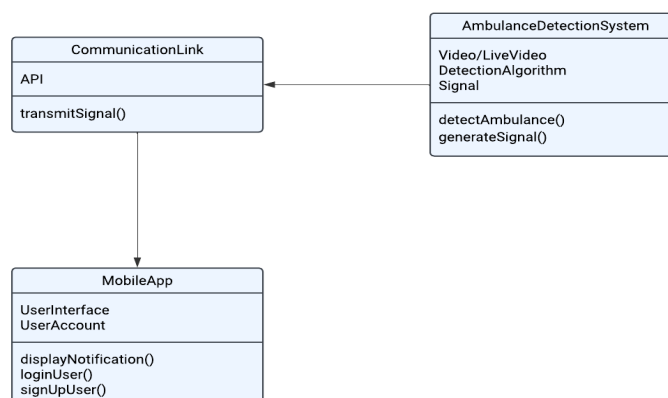 CommunicationLink
API
transmitSignal()
AmbulanceDetectionSystem
Video/LiveVideo
DetectionAlgorithm
Signal
detectAmbulance()
generateSignal()
MobileApp
UserInterface
UserAccount
displayNotification()
loginUser()
signUpUser()